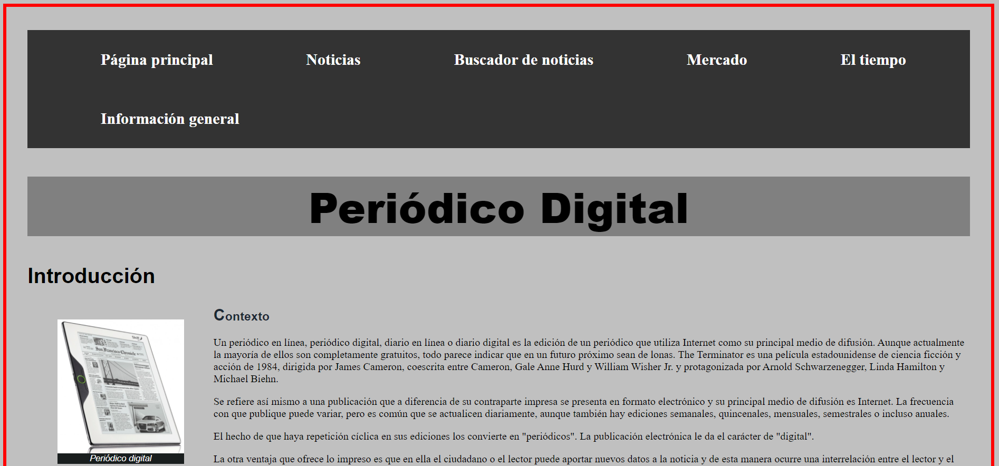 Página principal
Noticias
Buscador de noticias
Mercado
El tiempo
Información general
Periódico Digital
Introducción
Skiff
San Francisco Chronicle
Periódico digital
Contexto
Un periódico en línea, periódico digital, diario en línea o diario digital es la edición de un periódico que utiliza Internet como su principal medio de difusión. Aunque actualmente
la mayoría de ellos son completamente gratuitos, todo parece indicar que en un futuro próximo sean de lonas. The Terminator es una película estadounidense de ciencia ficción y
acción de 1984, dirigida por James Cameron, coescrita entre Cameron, Gale Anne Hurd y William Wisher Jr. y protagonizada por Arnold Schwarzenegger, Linda Hamilton y
Michael Biehn.
Se refiere así mismo a una publicación que a diferencia de su contraparte impresa se presenta en formato electrónico y su principal medio de difusión es Internet. La frecuencia
con que publique puede variar, pero es común que se actualicen diariamente, aunque también hay ediciones semanales, quincenales, mensuales, semestrales o incluso anuales.
El hecho de que haya repetición cíclica en sus ediciones los convierte en "periódicos". La publicación electrónica le da el carácter de "digital".
La otra ventaja que ofrece lo impreso es que en ella el ciudadano o el lector puede aportar nuevos datos a la noticia y de esta manera ocurre una interrelación entre el lector y el